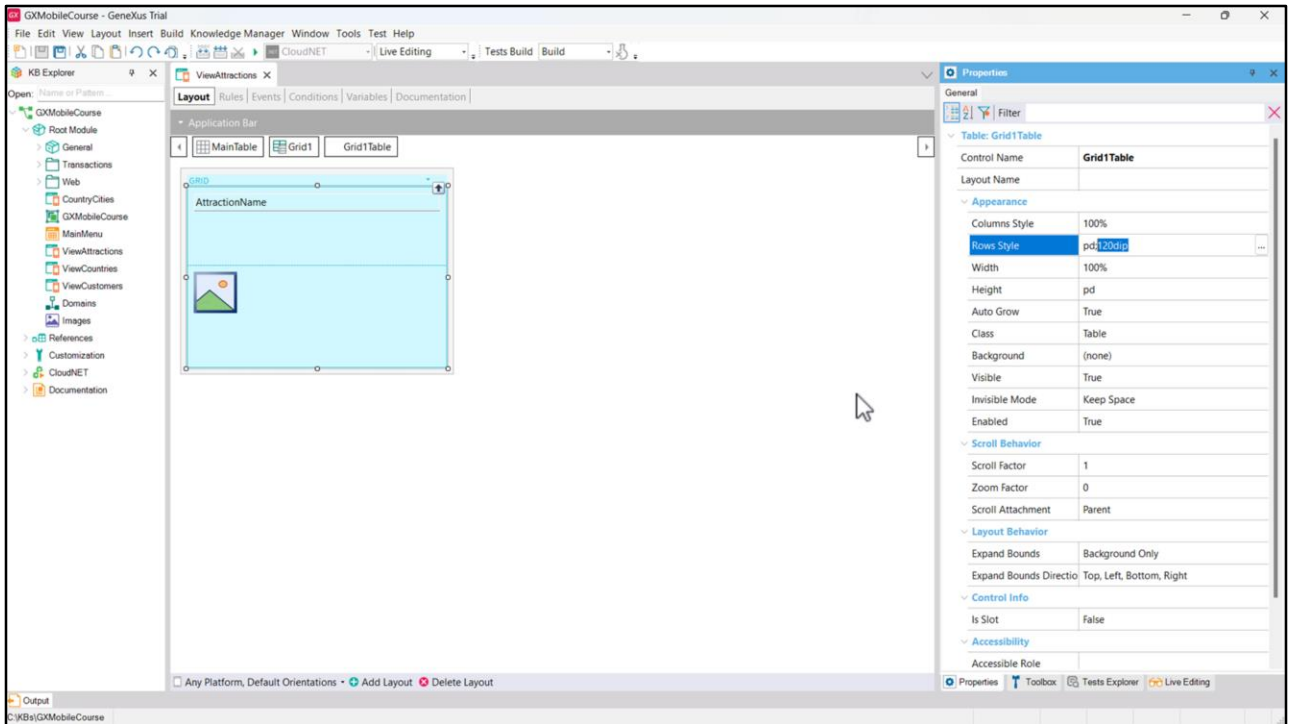 GX GXMobileCourse - GeneXus Trial
File Edit View Layout Insert Build Knowledge Manager Window Tools Test Help
CloudNET Live Editing Tests Build Build
KB Explorer
Open: Name or Pattern...
GXMobileCourse
Root Module
General
Transactions
Web
CountryCities
GXMobileCourse
MainMenu
ViewAttractions
ViewCountries
ViewCustomers
Domains
Images
References
Customization
CloudNET
Documentation
ViewAttractions
Layout Rules Events Conditions Variables Documentation
Application Bar
MainTable Grid1 Grid1Table
GRID
AttractionName
Any Platform, Default Orientations Add Layout Delete Layout
Properties
General
Filter
Table: Grid1Table
Control Name Grid1Table
Layout Name
Appearance
Columns Style 100%
Rows Style pd;120dip ...
Width 100%
Height pd
Auto Grow True
Class Table
Background (none)
Visible True
Invisible Mode Keep Space
Enabled True
Scroll Behavior
Scroll Factor 1
Zoom Factor 0
Scroll Attachment Parent
Layout Behavior
Expand Bounds Background Only
Expand Bounds Directio Top, Left, Bottom, Right
Control Info
Is Slot False
Accessibility
Accessible Role
Properties Toolbox Tests Explorer Live Editing
Output
C:\KBs\GXMobileCourse